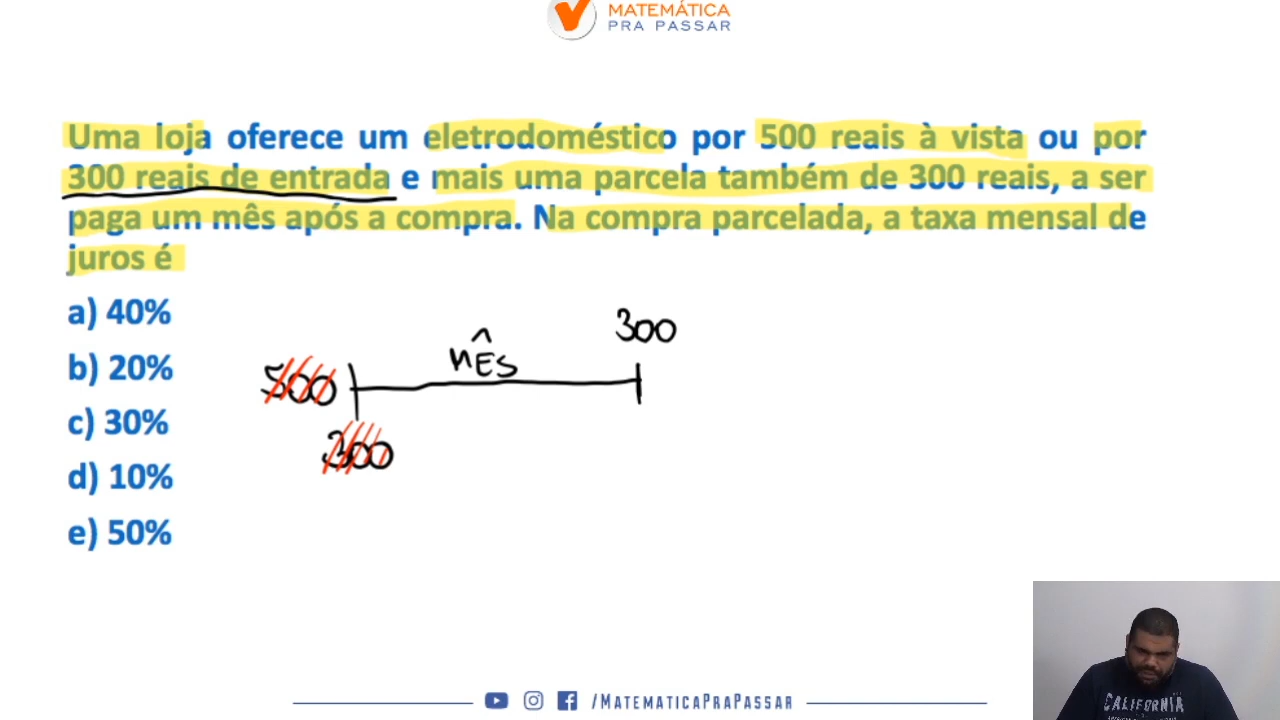 MATEMÁTICA
PRA PASSAR
Uma loja oferece um eletrodoméstico por 500 reais à vista ou por
300 reais de entrada e mais uma parcela também de 300 reais, a ser
paga um mês após a compra. Na compra parcelada, a taxa mensal de
juros é
a) 40%
b) 20%
c) 30%
d) 10%
e) 50%
300
MÊS
500
300
CALIFORNIA
/MATEMATICAPRAPASSAR